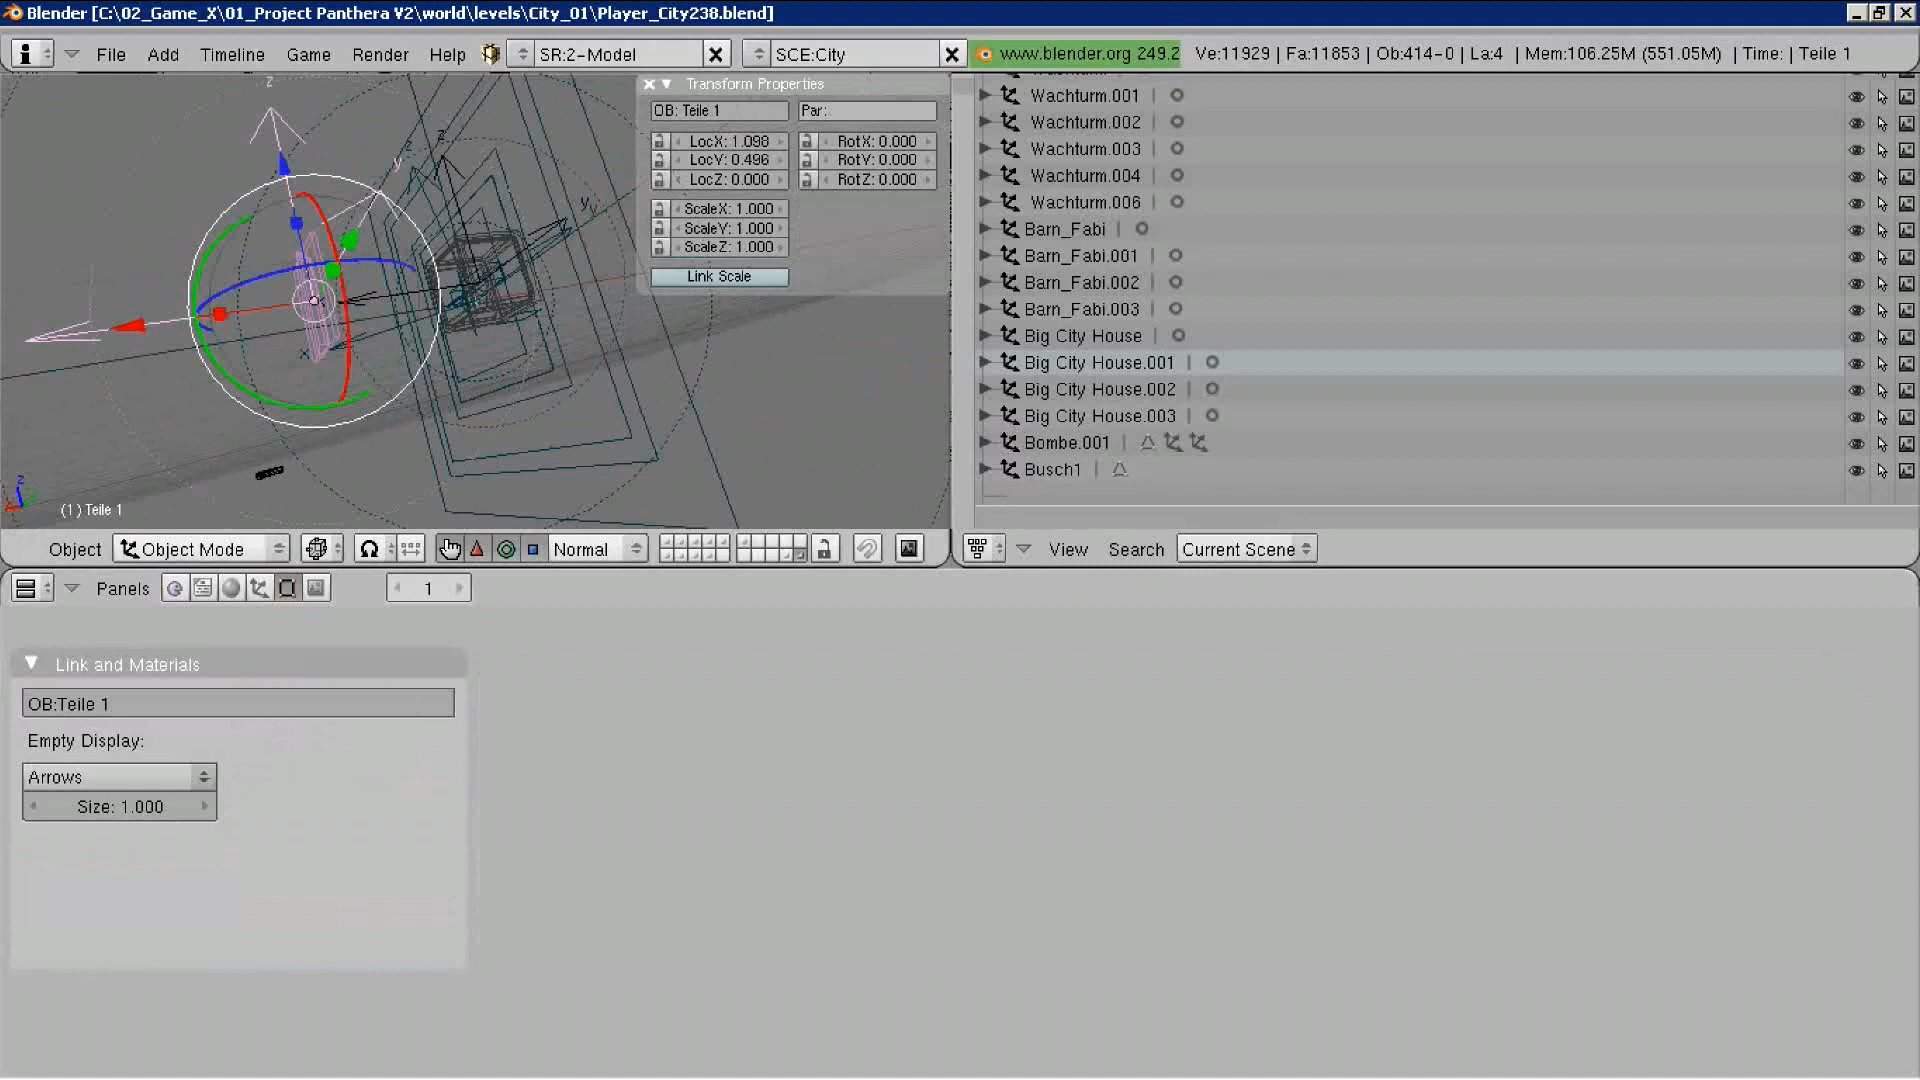 Blender [C:\02_Game_X\01_Project Panthera V2\world\levels\City_01\Player_City238.blend]
File Add Timeline Game Render Help SR:2-Model SCE:City www.blender.org 249.2 Ve:11929 | Fa:11853 | Ob:414-0 | La:4 | Mem:106.25M (551.05M) | Time: | Teile 1
Transform Properties
OB: Teile 1 Par:
LocX: 1.098 RotX: 0.000
LocY: 0.496 RotY: 0.000
LocZ: 0.000 RotZ: 0.000
ScaleX: 1.000
ScaleY: 1.000
ScaleZ: 1.000
Link Scale
z
z
z
y
y
x
z
(1) Teile 1
Wachturm.001
Wachturm.002
Wachturm.003
Wachturm.004
Wachturm.006
Barn_Fabi
Barn_Fabi.001
Barn_Fabi.002
Barn_Fabi.003
Big City House
Big City House.001
Big City House.002
Big City House.003
Bombe.001
Busch1
Object Object Mode Normal
View Search Current Scene
Panels 1
Link and Materials
OB:Teile 1
Empty Display:
Arrows
Size: 1.000